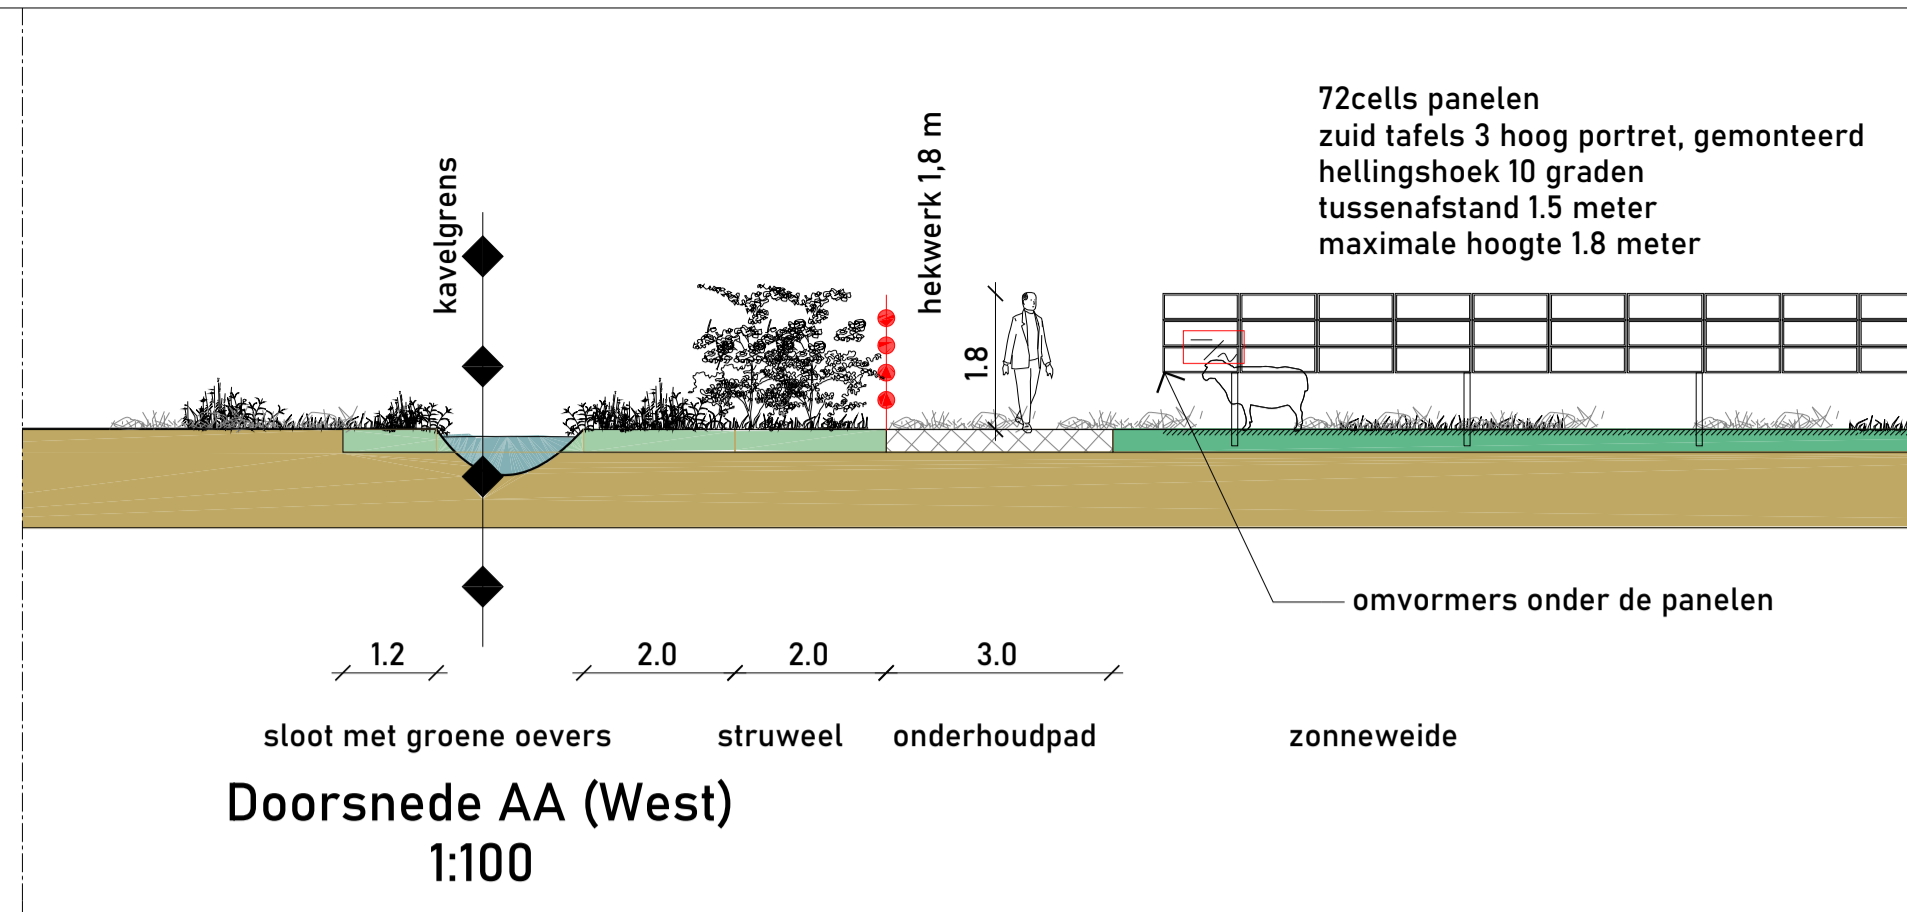 72cells panelen
zuid tafels 3 hoog portret, gemonteerd
hellingshoek 10 graden
tussenafstand 1.5 meter
maximale hoogte 1.8 meter
kavelgrens
hekwerk 1,8 m
1.8
omvormers onder de panelen
1.2
2.0
2.0
3.0
sloot met groene oevers
struweel
onderhoudpad
zonneweide
Doorsnede AA (West)
1:100